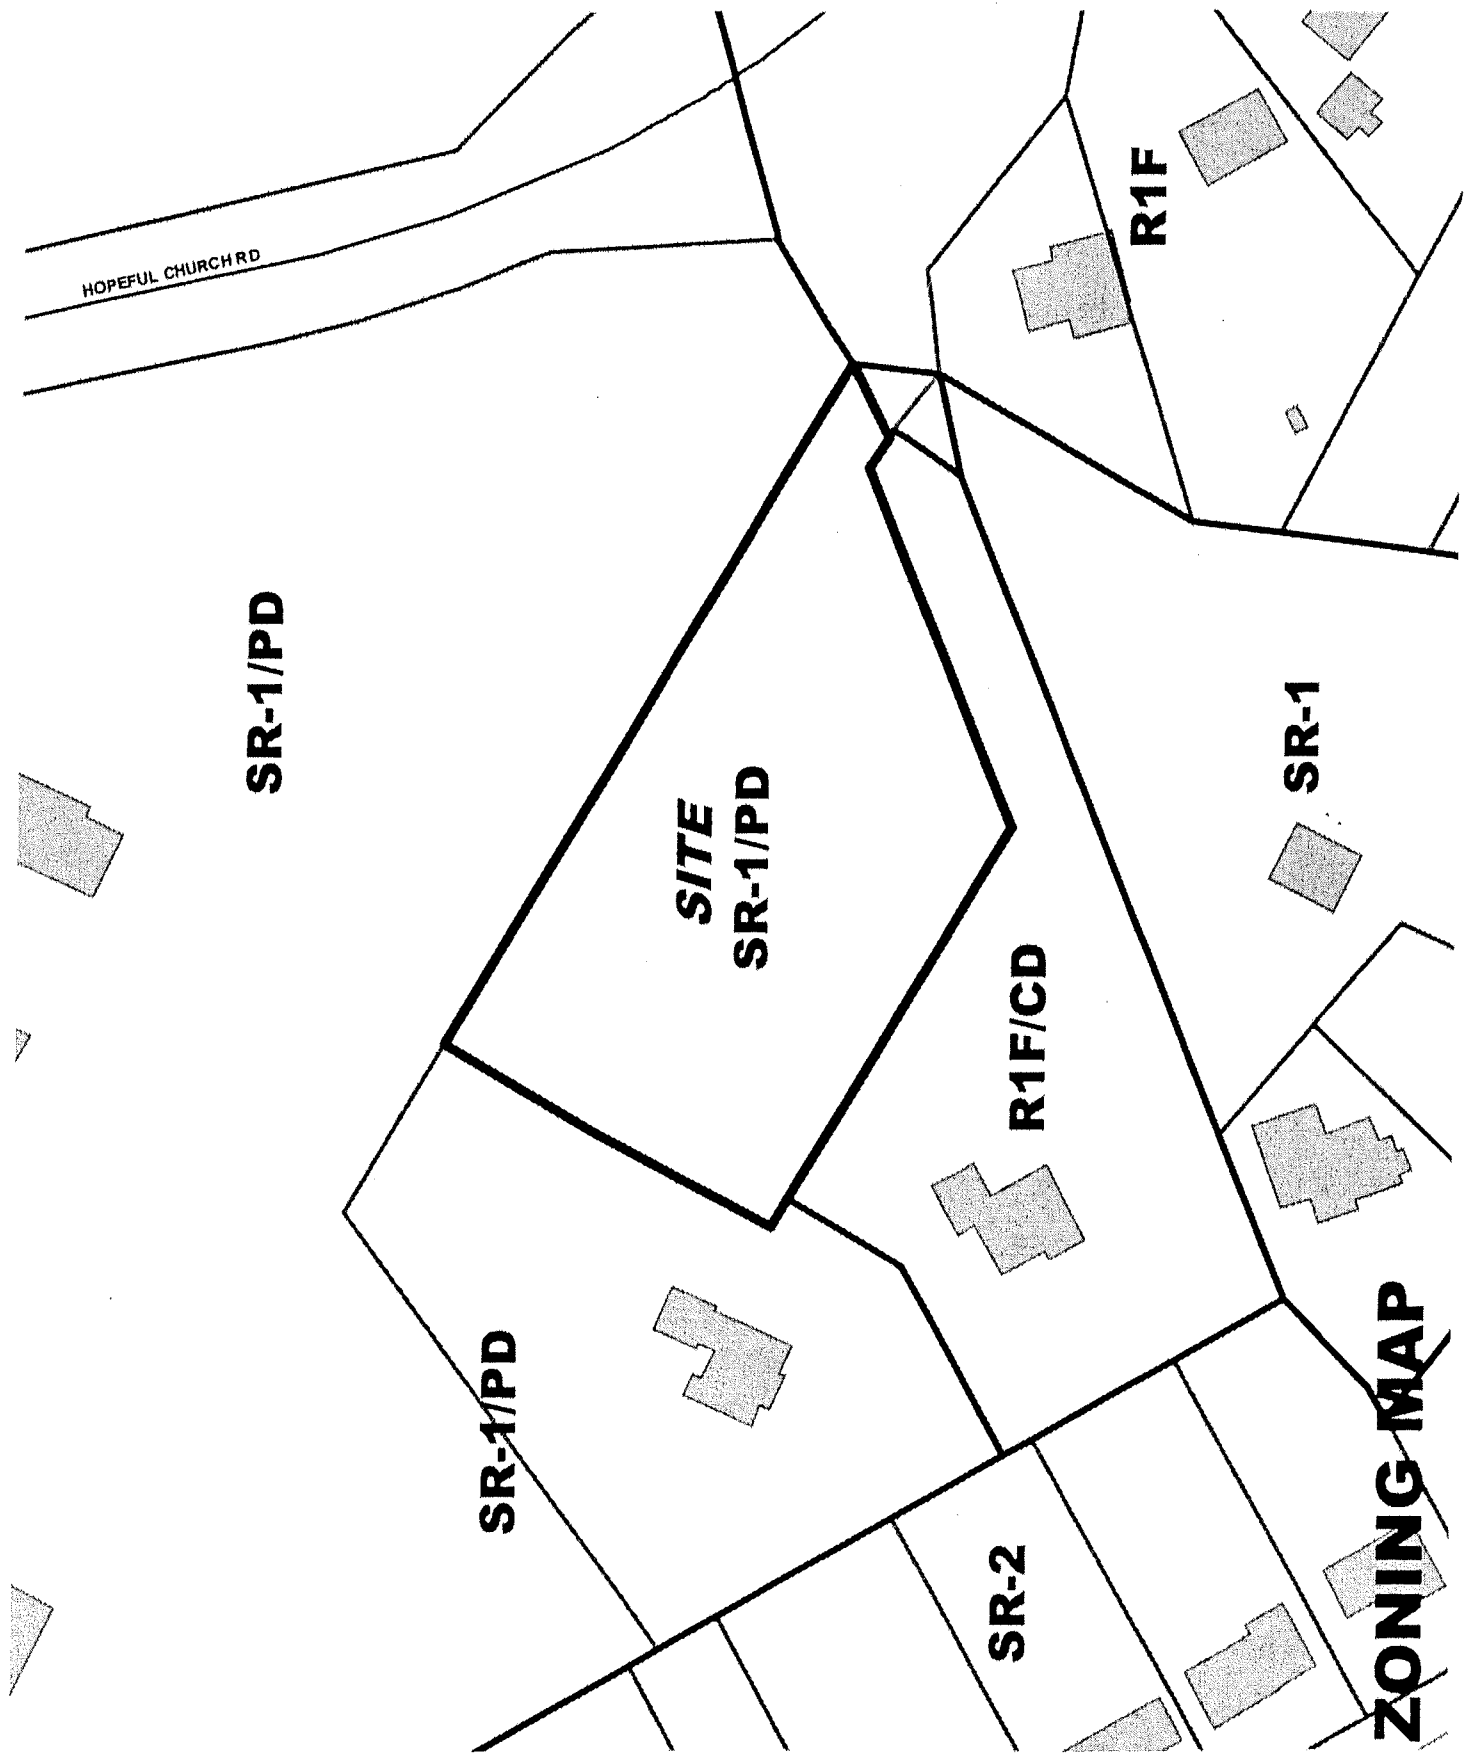 HOPEFUL CHURCH RD
SR-1/PD
SR-1/PD
SITE
SR-1/PD
R1F/CD
SR-2
R1F
SR-1
ZONING MAP